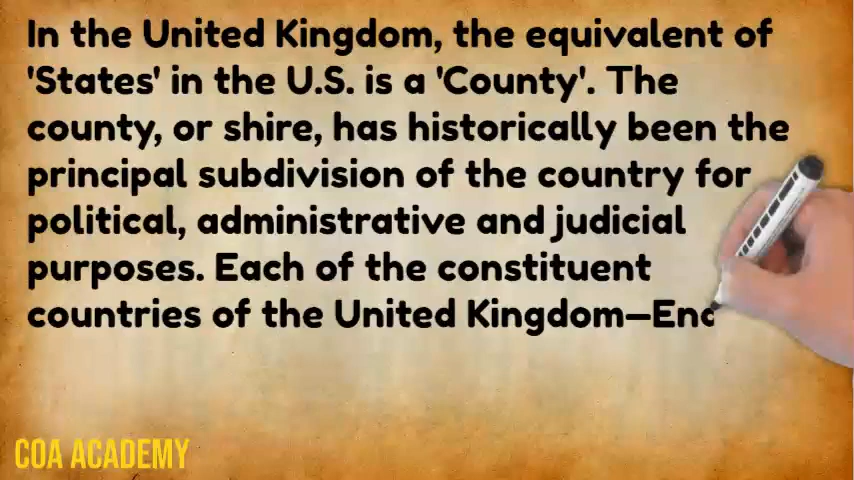 In the United Kingdom, the equivalent of
'States' in the U.S. is a 'County'. The
county, or shire, has historically been the
principal subdivision of the country for
political, administrative and judicial
purposes. Each of the constituent
countries of the United Kingdom—
COA ACADEMY